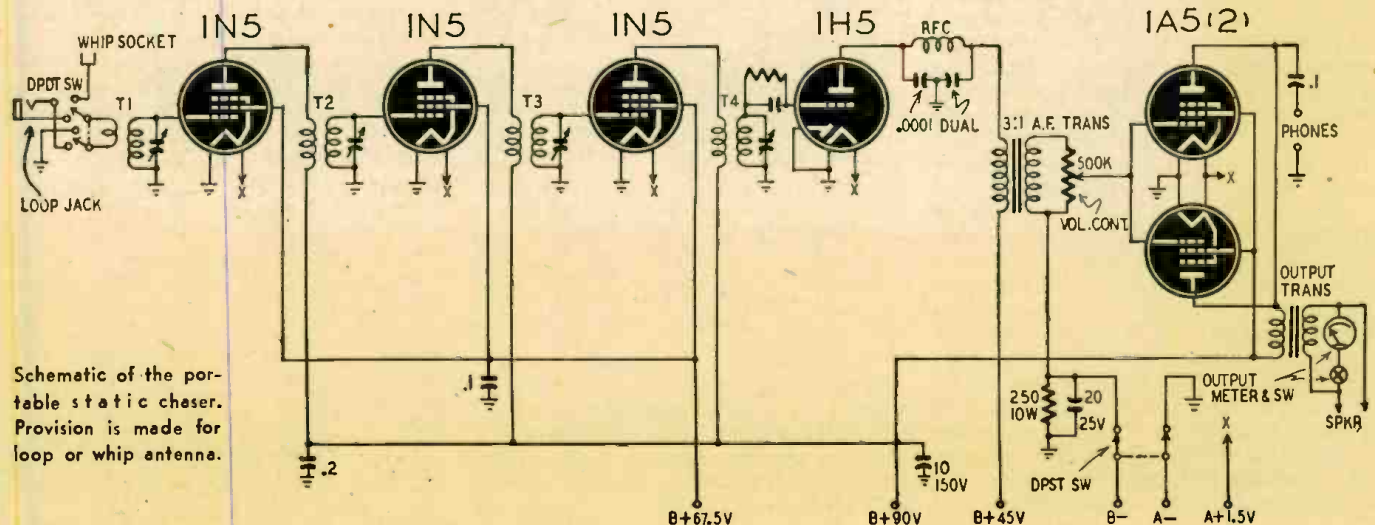 1N5
1N5
1N5
1H5
1A5(2)
WHIP SOCKET
DPDT SW
T1
LOOP JACK
X
T2
X
T3
X
T4
X
RFC
.0001 DUAL
3:1 A.F. TRANS
500K
VOL.CONT.
X
.1
PHONES
OUTPUT
TRANS
OUTPUT
METER & SW
SPKR
Schematic of the por-
table static chaser.
Provision is made for
loop or whip antenna.
.1
.2
10
150V
250
10W
20
25V
DPST SW
X
B+67.5V
B+90V
B+45V
B-
A-
A+1.5V